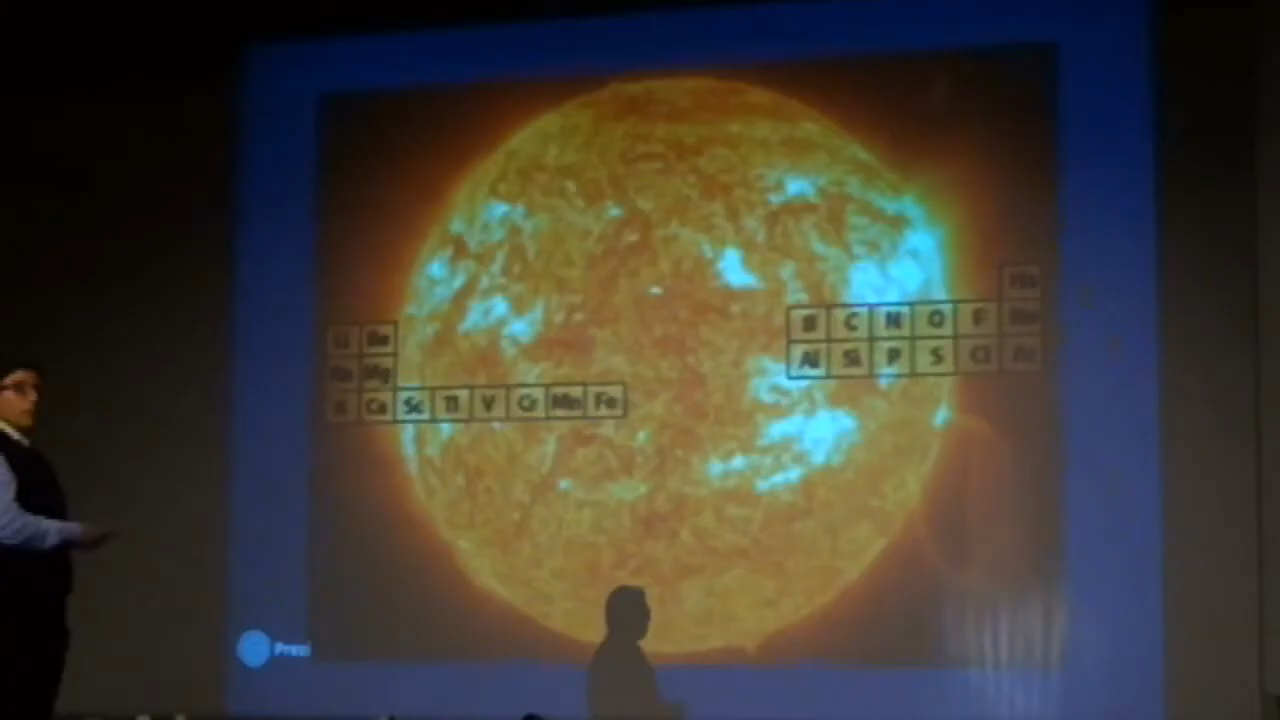 He
Li Be B C N O F Ne
Na Mg Al Si P S Cl Ar
K Ca Sc Ti V Cr Mn Fe
Prezi